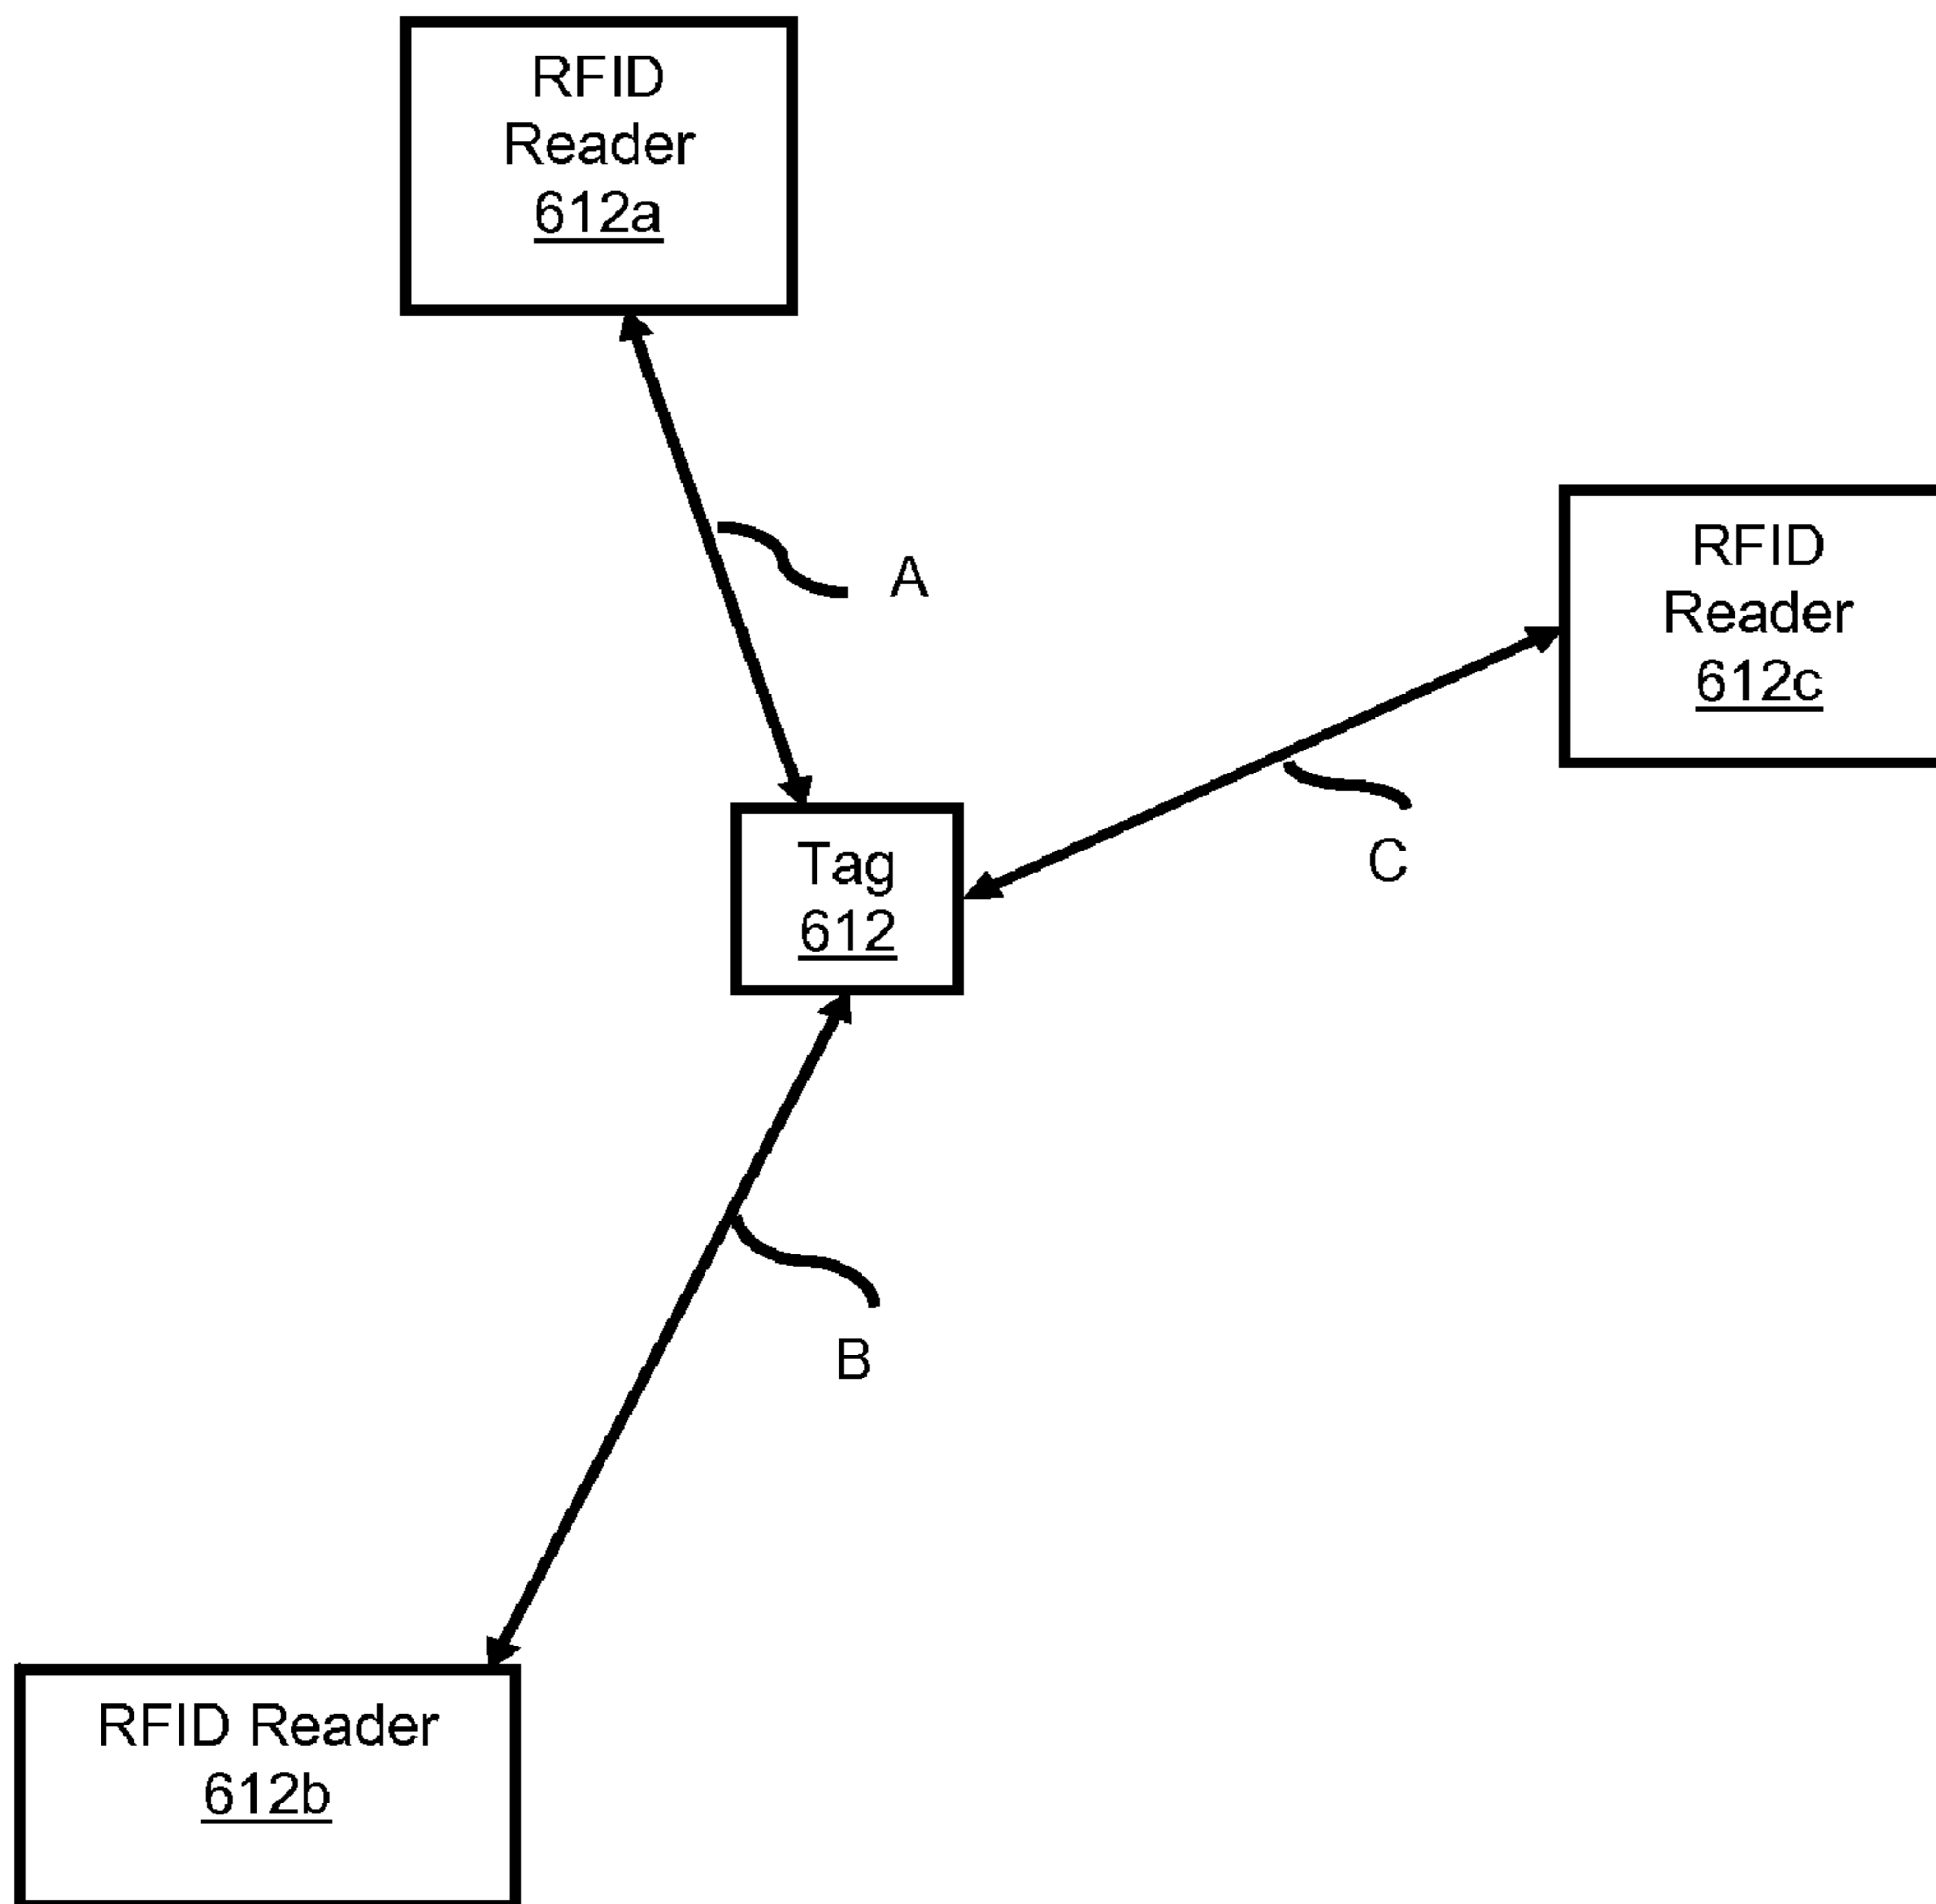 RFID
Reader
612a
A
RFID
Reader
612c
C
Tag
612
B
RFID Reader
612b